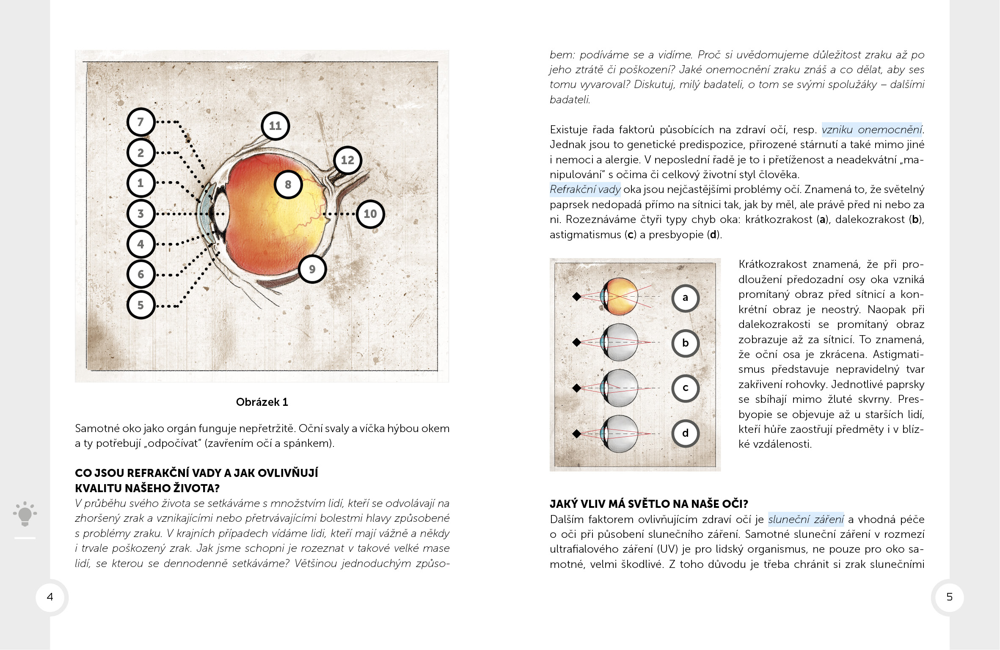 7
2
1
3
4
6
5
11
12
8
10
9
Obrázek 1
Samotné oko jako orgán funguje nepřetržitě. Oční svaly a víčka hýbou okem
a ty potřebují „odpočívat“ (zavřením očí a spánkem).
CO JSOU REFRAKČNÍ VADY A JAK OVLIVŇUJÍ
KVALITU NAŠEHO ŽIVOTA?
V průběhu svého života se setkáváme s množstvím lidí, kteří se odvolávají na
zhoršený zrak a vznikajícími nebo přetrvávajícími bolestmi hlavy způsobené
s problémy zraku. V krajních případech vídáme lidi, kteří mají vážně a někdy
i trvale poškozený zrak. Jak jsme schopni je rozeznat v takové velké mase
lidí, se kterou se dennodenně setkáváme? Většinou jednoduchým způso-
4
bem: podíváme se a vidíme. Proč si uvědomujeme důležitost zraku až po
jeho ztrátě či poškození? Jaké onemocnění zraku znáš a co dělat, aby ses
tomu vyvaroval? Diskutuj, milý badateli, o tom se svými spolužáky – dalšími
badateli.
Existuje řada faktorů působících na zdraví očí, resp. vzniku onemocnění.
Jednak jsou to genetické predispozice, přirozené stárnutí a také mimo jiné
i nemoci a alergie. V neposlední řadě je to i přetíženost a neadekvátní „ma-
nipulování“ s očima či celkový životní styl člověka.
Refrakční vady oka jsou nejčastějšími problémy očí. Znamená to, že světelný
paprsek nedopadá přímo na sítnici tak, jak by měl, ale právě před ni nebo za
ni. Rozeznáváme čtyři typy chyb oka: krátkozrakost (a), dalekozrakost (b),
astigmatismus (c) a presbyopie (d).
a
b
c
d
Krátkozrakost znamená, že při pro-
dloužení předozadní osy oka vzniká
promítaný obraz před sítnicí a kon-
krétní obraz je neostrý. Naopak při
dalekozrakosti se promítaný obraz
zobrazuje až za sítnicí. To znamená,
že oční osa je zkrácena. Astigmati-
smus představuje nepravidelný tvar
zakřivení rohovky. Jednotlivé paprsky
se sbíhají mimo žluté skvrny. Pres-
byopie se objevuje až u starších lidí,
kteří hůře zaostřují předměty i v blíz-
ké vzdálenosti.
JAKÝ VLIV MÁ SVĚTLO NA NAŠE OČI?
Dalším faktorem ovlivňujícím zdraví očí je sluneční záření a vhodná péče
o oči při působení slunečního záření. Samotné sluneční záření v rozmezí
ultrafialového záření (UV) je pro lidský organismus, ne pouze pro oko sa-
motné, velmi škodlivé. Z toho důvodu je třeba chránit si zrak slunečními
5